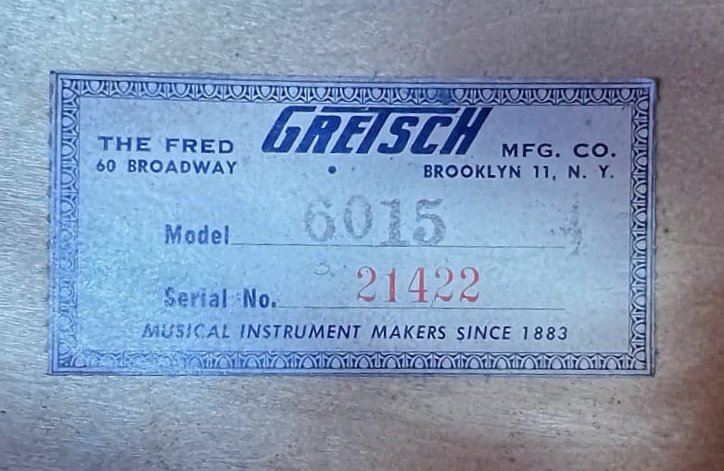 THE FRED GRETSCH MFG. CO.
60 BROADWAY • BROOKLYN 11, N. Y.
Model 6015
Serial No. 21422
MUSICAL INSTRUMENT MAKERS SINCE 1883